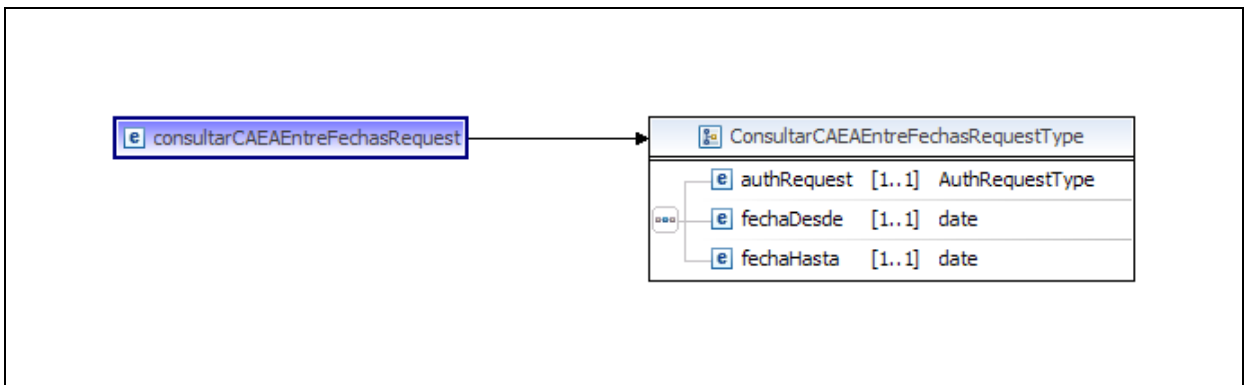 consultarCAEAEntreFechasRequest
ConsultarCAEAEntreFechasRequestType
authRequest [1..1] AuthRequestType
fechaDesde [1..1] date
fechaHasta [1..1] date